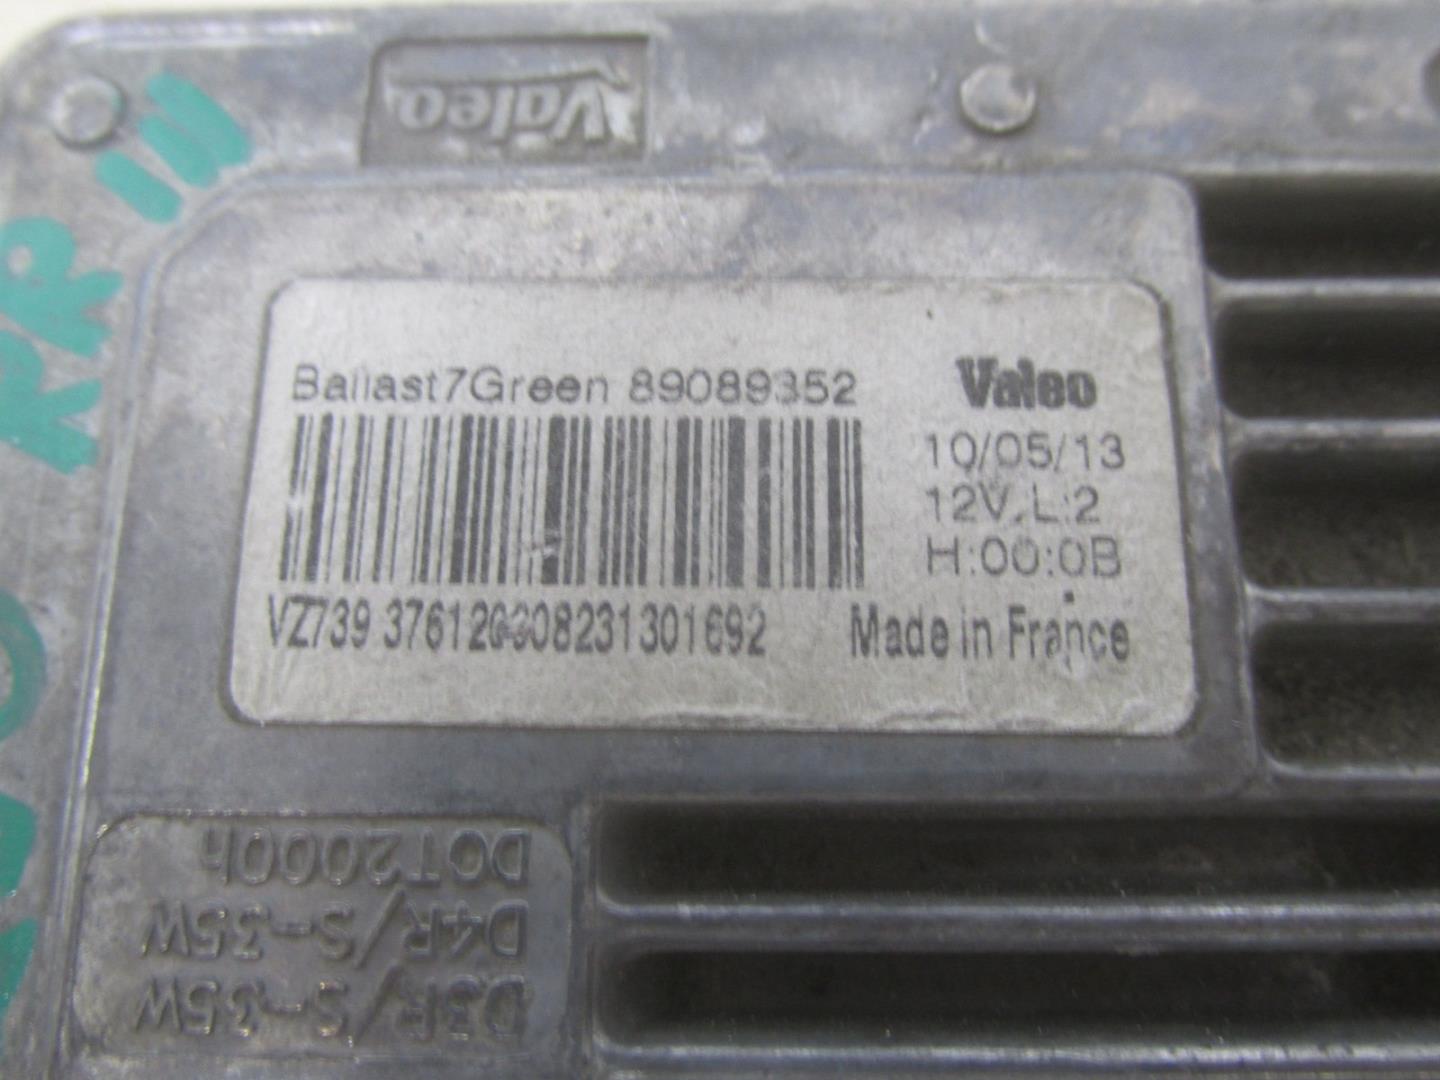 Valeo
Ballast7Green 89089352
Valeo
10/05/13
12V, L:2
H:00:0B
VZ739
Made in France
D3R/S-35W
D4R/S-35W
DOT2000h